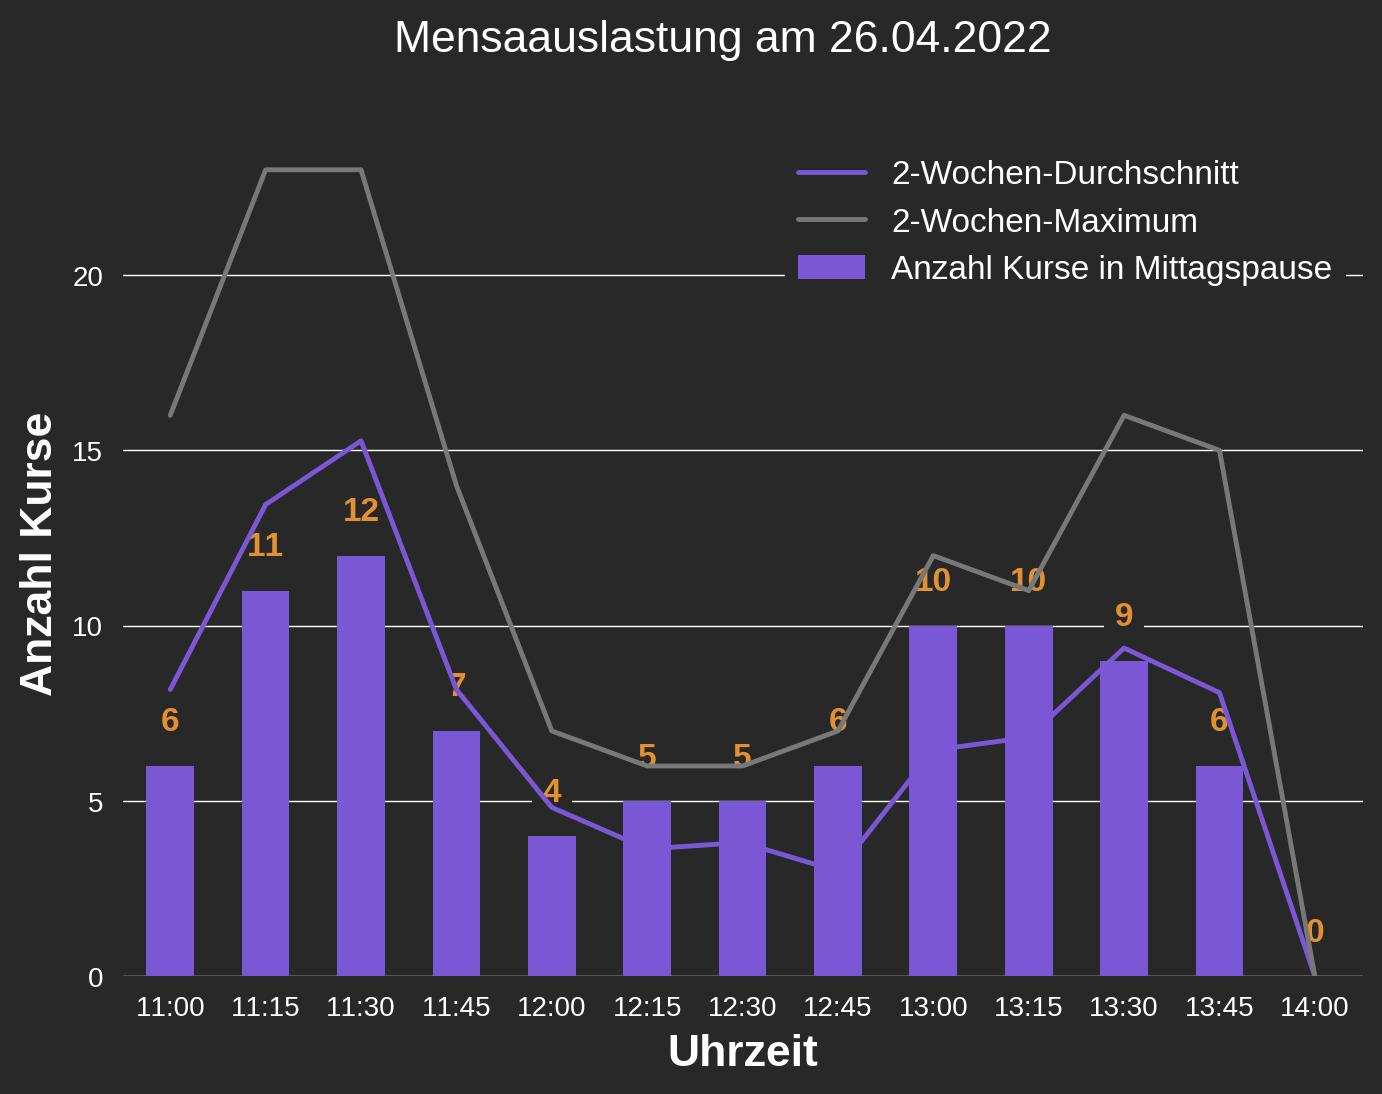 Mensaauslastung am 26.04.2022
2-Wochen-Durchschnitt
2-Wochen-Maximum
Anzahl Kurse in Mittagspause
Anzahl Kurse
20
15
10
5
0
6
11
12
7
4
5
5
6
10
10
9
6
0
11:00 11:15 11:30 11:45 12:00 12:15 12:30 12:45 13:00 13:15 13:30 13:45 14:00
Uhrzeit